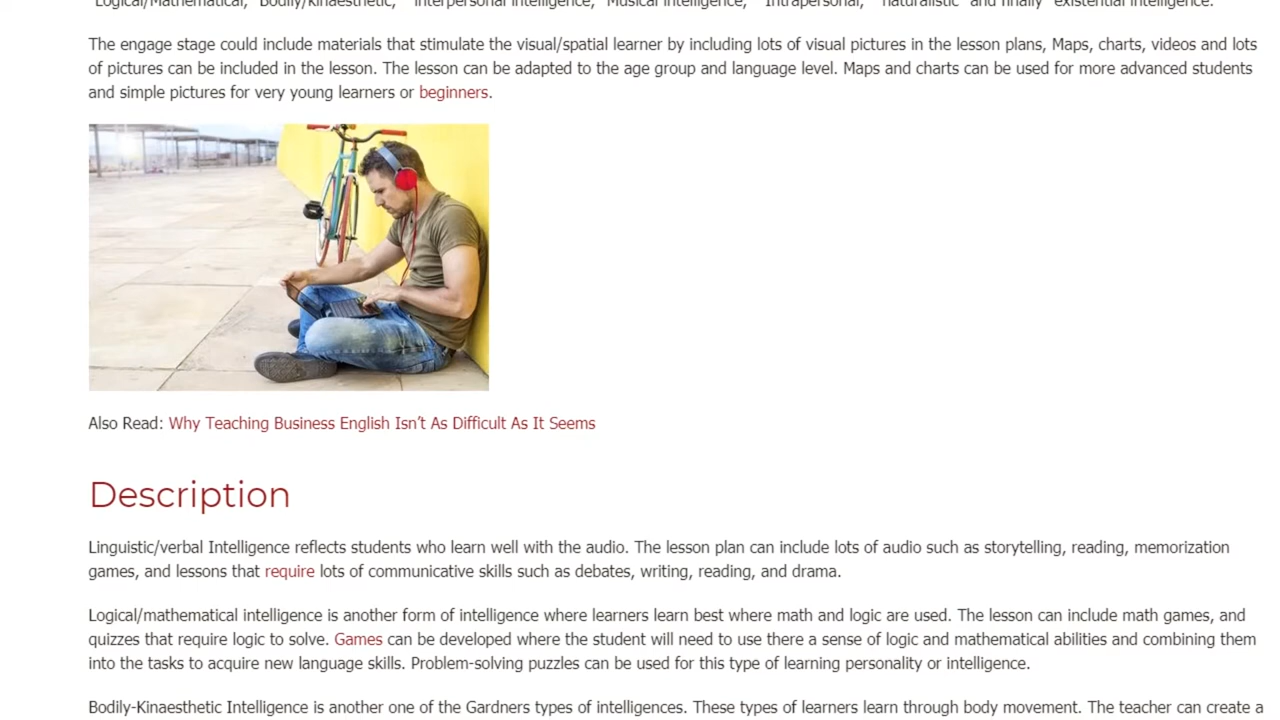 "Logical/Mathematical," "Bodily/kinaesthetic," "interpersonal intelligence," "Musical intelligence," "Intrapersonal," "naturalistic" and finally "existential intelligence."
The engage stage could include materials that stimulate the visual/spatial learner by including lots of visual pictures in the lesson plans, Maps, charts, videos and lots
of pictures can be included in the lesson. The lesson can be adapted to the age group and language level. Maps and charts can be used for more advanced students
and simple pictures for very young learners or beginners.
Also Read: Why Teaching Business English Isn't As Difficult As It Seems
Description
Linguistic/verbal Intelligence reflects students who learn well with the audio. The lesson plan can include lots of audio such as storytelling, reading, memorization
games, and lessons that require lots of communicative skills such as debates, writing, reading, and drama.
Logical/mathematical intelligence is another form of intelligence where learners learn best where math and logic are used. The lesson can include math games, and
quizzes that require logic to solve. Games can be developed where the student will need to use there a sense of logic and mathematical abilities and combining them
into the tasks to acquire new language skills. Problem-solving puzzles can be used for this type of learning personality or intelligence.
Bodily-Kinaesthetic Intelligence is another one of the Gardners types of intelligences. These types of learners learn through body movement. The teacher can create a